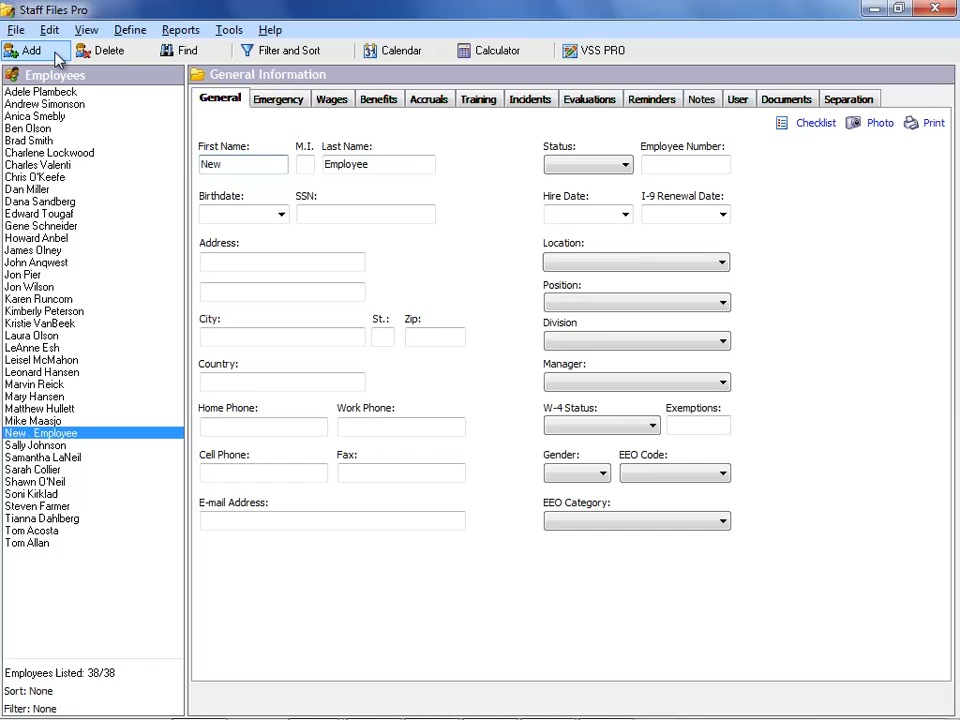 Staff Files Pro
File Edit View Define Reports Tools Help
Add Delete Find Filter and Sort Calendar Calculator VSS PRO
Employees
Adele Plambeck
Andrew Simonson
Anica Smebly
Ben Olson
Brad Smith
Charlene Lockwood
Charles Valenti
Chris O'Keefe
Dan Miller
Dana Sandberg
Edward Tougaf
Gene Schneider
Howard Anbel
James Olney
John Anqwest
Jon Pier
Jon Wilson
Karen Runcorn
Kimberly Peterson
Kristie VanBeek
Laura Olson
LeAnne Esh
Leisel McMahon
Leonard Hansen
Marvin Reick
Mary Hansen
Matthew Hullett
Mike Maasjo
New . Employee
Sally Johnson
Samantha LaNeil
Sarah Collier
Shawn O'Neil
Soni Kirklad
Steven Farmer
Tianna Dahlberg
Tom Acosta
Tom Allan
Employees Listed: 38/38
Sort: None
Filter: None
General Information
General Emergency Wages Benefits Accruals Training Incidents Evaluations Reminders Notes User Documents Separation
Checklist Photo Print
First Name: M.I. Last Name: Status: Employee Number:
New Employee
Birthdate: SSN: Hire Date: I-9 Renewal Date:
Address: Location:
Position:
City: St.: Zip: Division
Country: Manager:
Home Phone: Work Phone: W-4 Status: Exemptions:
Cell Phone: Fax: Gender: EEO Code:
E-mail Address: EEO Category: